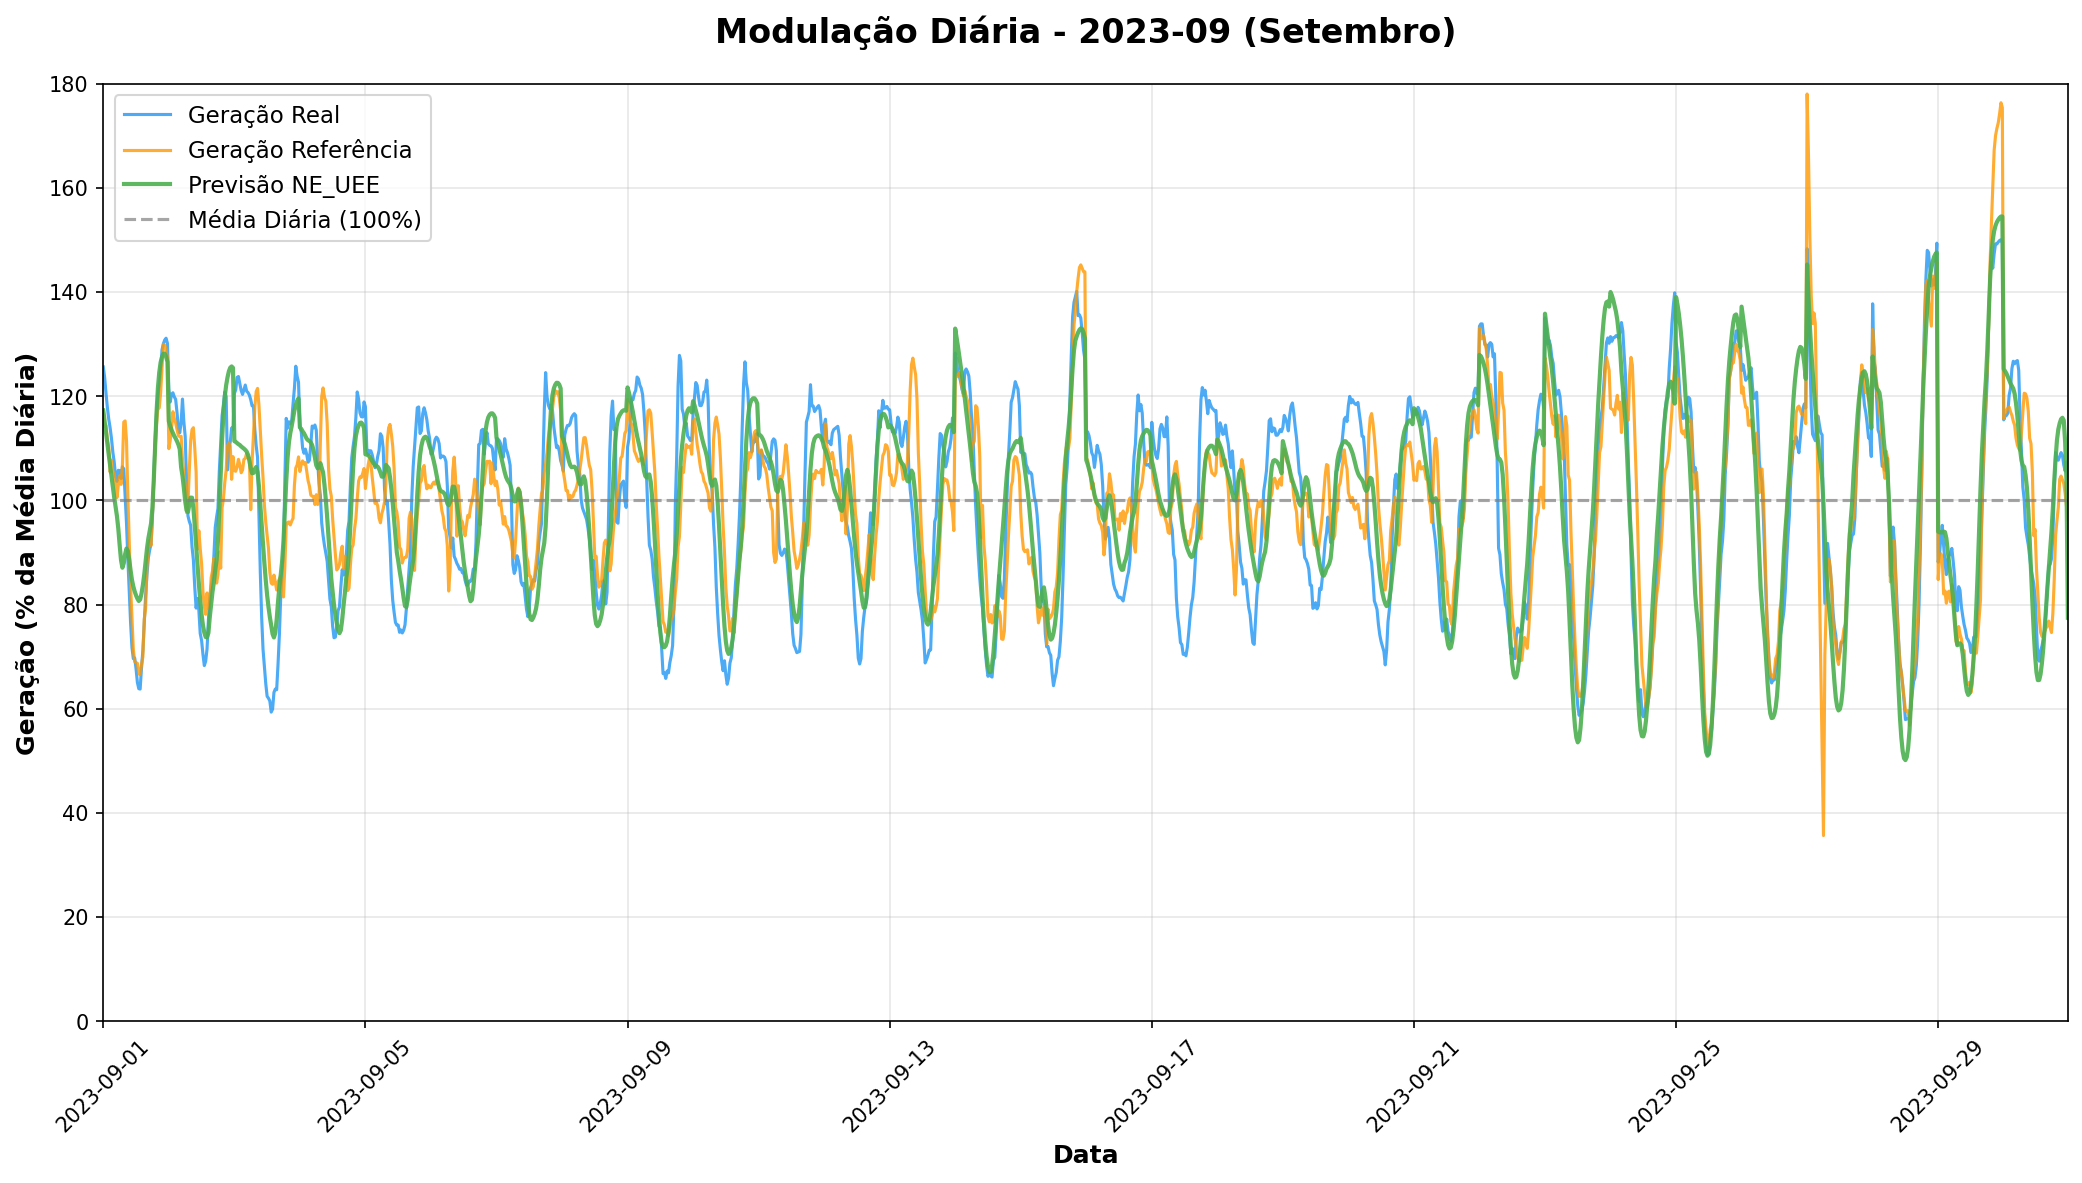 Modulação Diária - 2023-09 (Setembro)
Geração Real
Geração Referência
Previsão NE_UEE
Média Diária (100%)
Geração (% da Média Diária)
180
160
140
120
100
80
60
40
20
0
2023-09-01
2023-09-05
2023-09-09
2023-09-13
2023-09-17
2023-09-21
2023-09-25
2023-09-29
Data